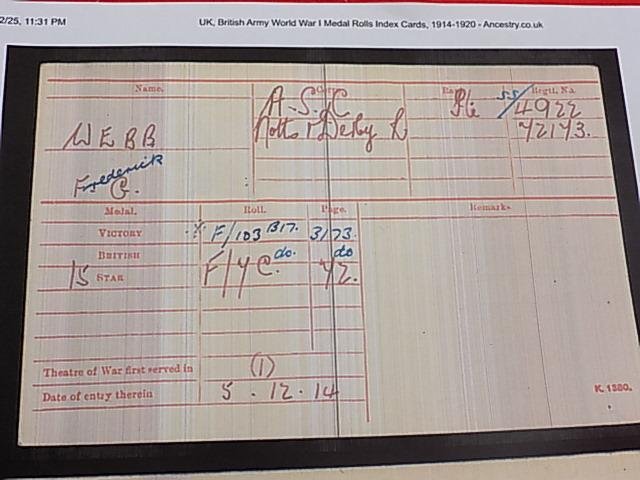 2/25, 11:31 PM
UK, British Army World War I Medal Rolls Index Cards, 1914-1920 - Ancestry.co.uk
Name. Corps. Rank. Regtl. No.
A.S.C Pte SS/4922
WEBB Notts & Derby R 72173.
Frederick
G.
Medal. Roll. Page. Remarks.
VICTORY F/103 B17. 3173.
BRITISH do. do
15 STAR 72.
Theatre of War first served in (1)
Date of entry therein 5.12.14
K. 1380.